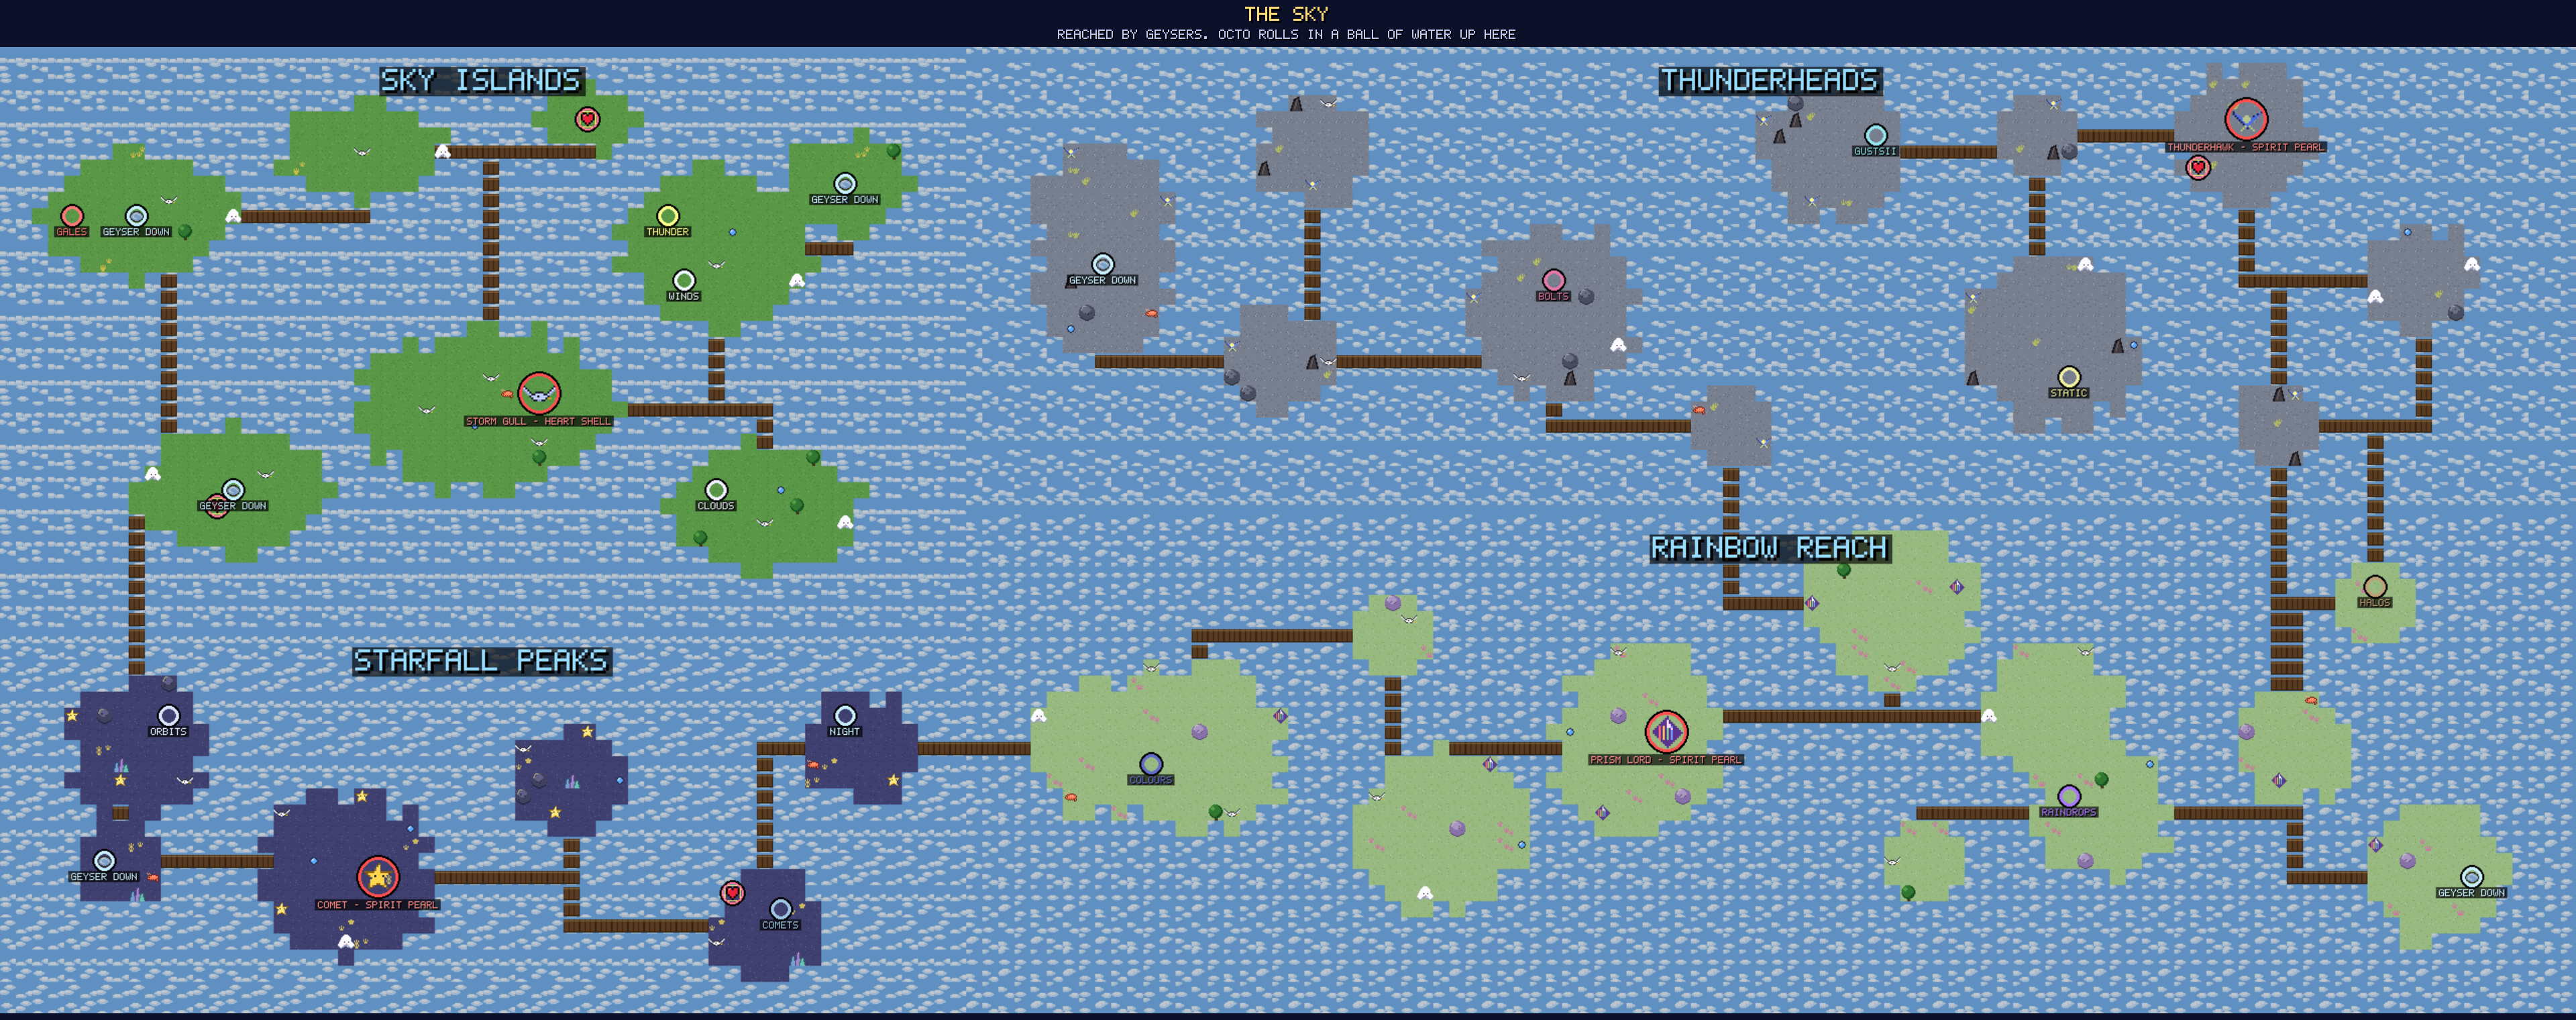 THE SKY
REACHED BY GEYSERS. OCTO ROLLS IN A BALL OF WATER UP HERE
SKY ISLANDS
GALES
GEYSER DOWN
THUNDER
GEYSER DOWN
WINDS
STORM GULL - HEART SHELL
GEYSER DOWN
CLOUDS
THUNDERHEADS
GUSTSII
THUNDERHAWK - SPIRIT PEARL
GEYSER DOWN
BOLTS
STATIC
RAINBOW REACH
HALOS
COLOURS
PRISM LORD - SPIRIT PEARL
RAINDROPS
GEYSER DOWN
STARFALL PEAKS
ORBITS
NIGHT
GEYSER DOWN
COMET - SPIRIT PEARL
COMETS